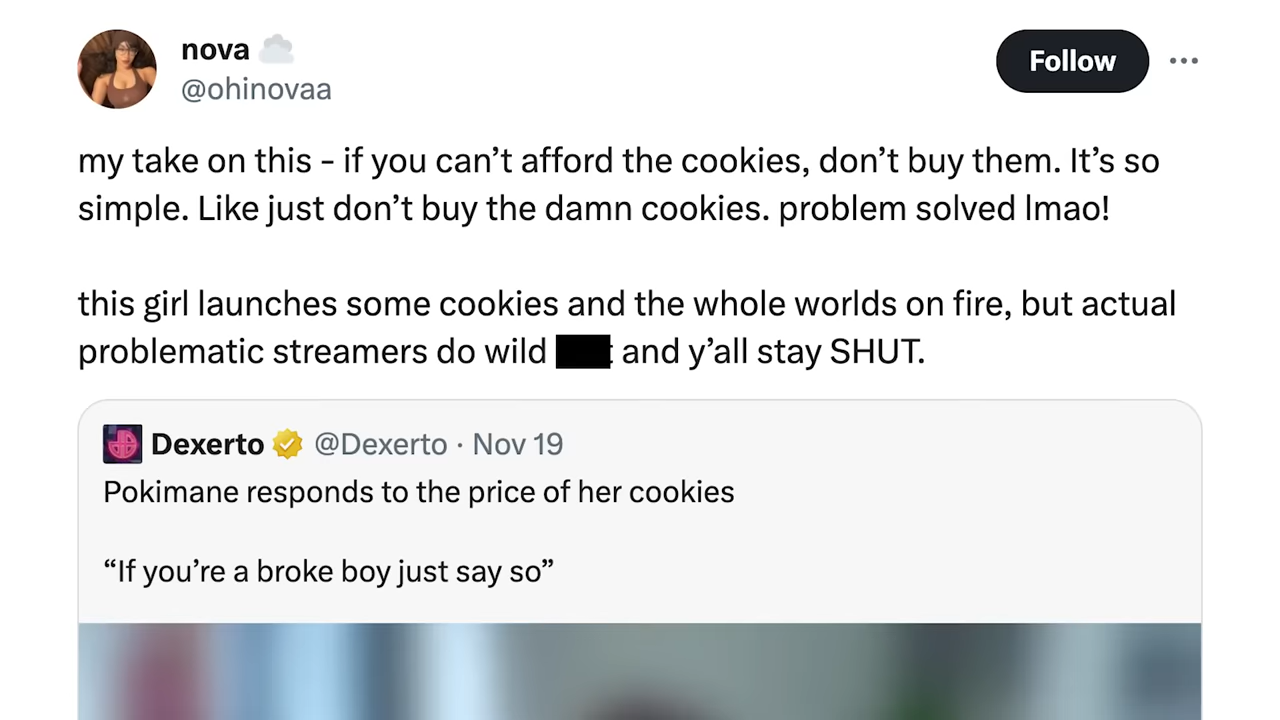 nova
@ohinovaa
Follow
my take on this - if you can’t afford the cookies, don’t buy them. It’s so
simple. Like just don’t buy the damn cookies. problem solved lmao!
this girl launches some cookies and the whole worlds on fire, but actual
problematic streamers do wild and y’all stay SHUT.
Dexerto @Dexerto · Nov 19
Pokimane responds to the price of her cookies
“If you’re a broke boy just say so”